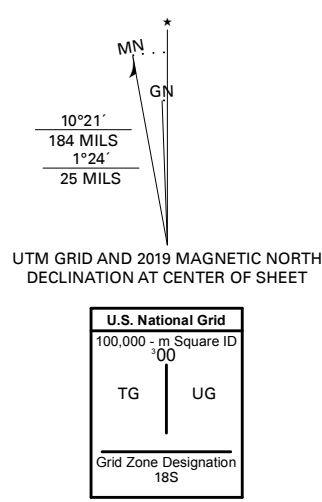 ★
MN
GN
10°21´
184 MILS
1°24´
25 MILS
UTM GRID AND 2019 MAGNETIC NORTH
DECLINATION AT CENTER OF SHEET
U.S. National Grid
100,000 - m Square ID
³00
TG UG
Grid Zone Designation
18S